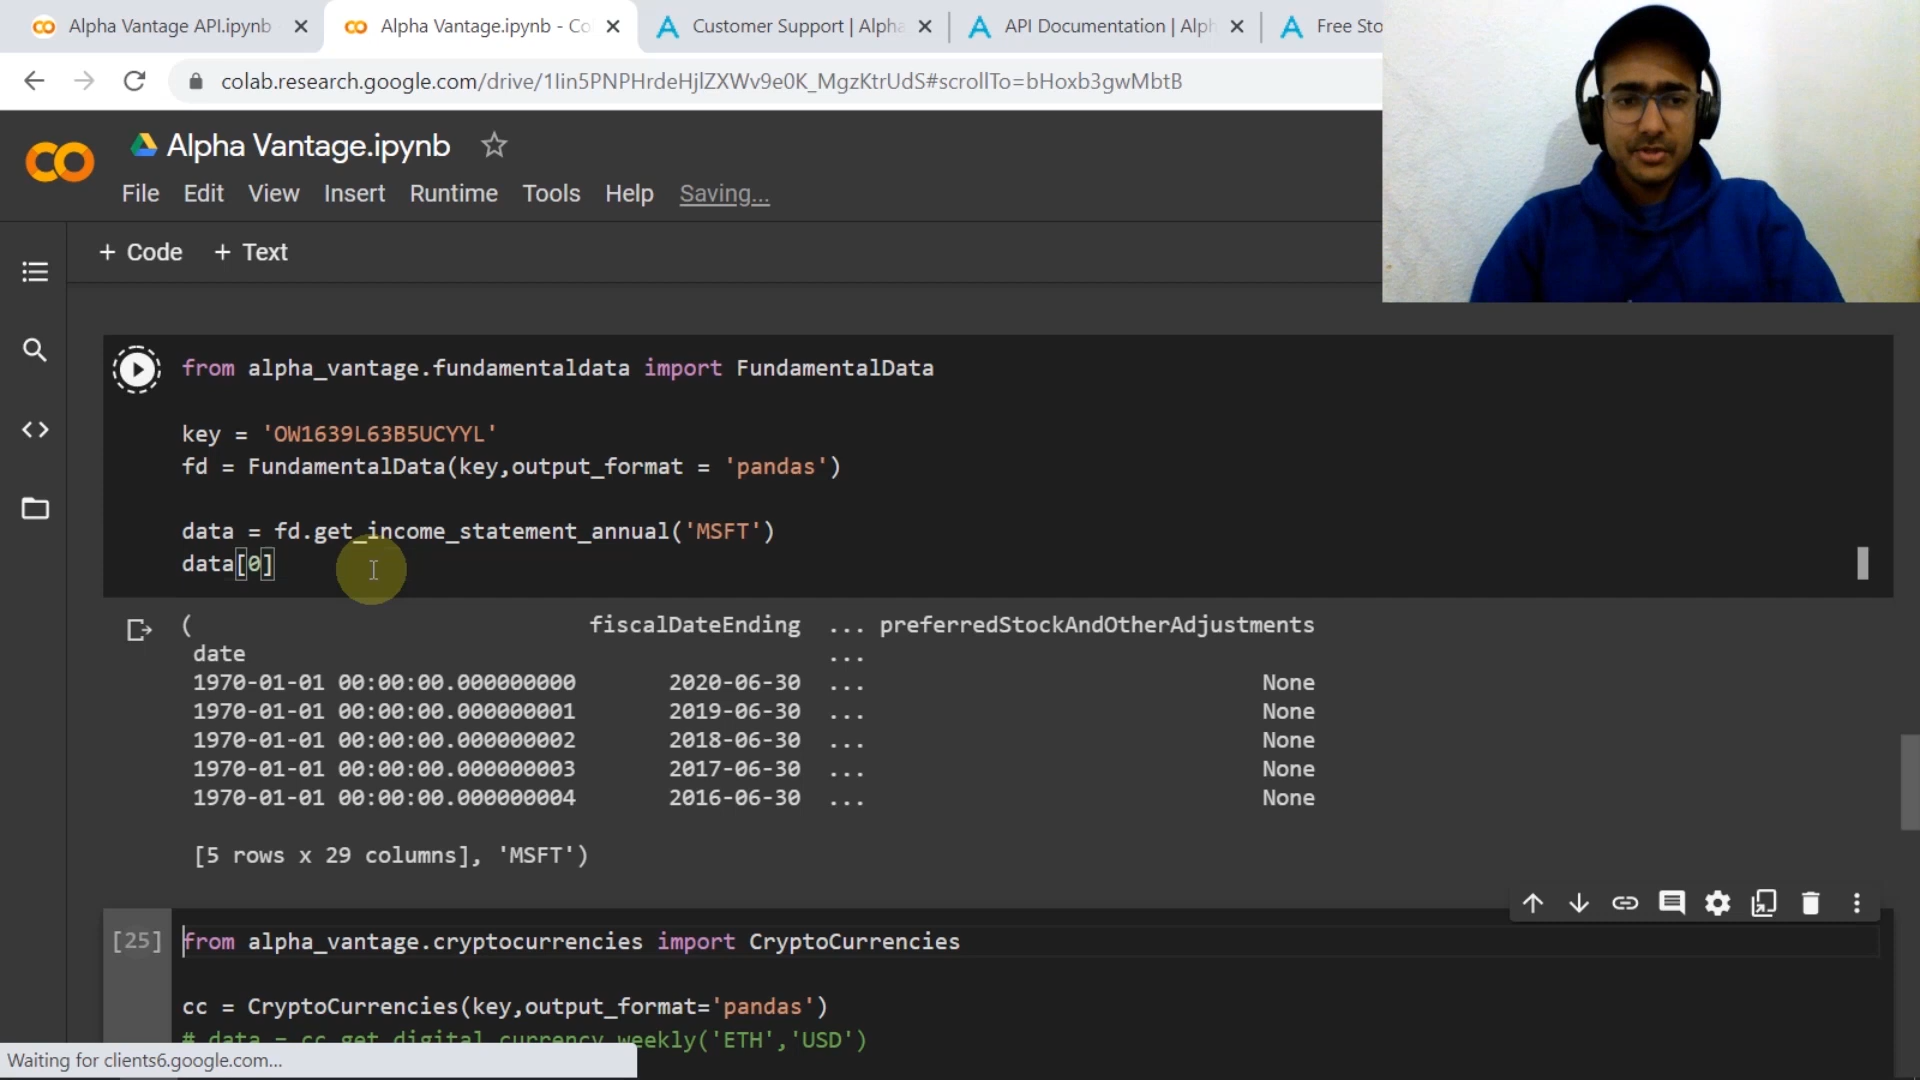 Alpha Vantage API.ipynb
Alpha Vantage.ipynb - Co
Customer Support | Alpha
API Documentation | Alph
Free Sto
colab.research.google.com/drive/1Iin5PNPHrdeHjlZXWv9e0K_MgzKtrUdS#scrollTo=bHoxb3gwMbtB
CO
Alpha Vantage.ipynb
File Edit View Insert Runtime Tools Help Saving...
+ Code + Text
from alpha_vantage.fundamentaldata import FundamentalData
key = 'OW1639L63B5UCYYL'
fd = FundamentalData(key,output_format = 'pandas')
data = fd.get_income_statement_annual('MSFT')
data[0]
( fiscalDateEnding ... preferredStockAndOtherAdjustments
date ...
1970-01-01 00:00:00.000000000 2020-06-30 ... None
1970-01-01 00:00:00.000000001 2019-06-30 ... None
1970-01-01 00:00:00.000000002 2018-06-30 ... None
1970-01-01 00:00:00.000000003 2017-06-30 ... None
1970-01-01 00:00:00.000000004 2016-06-30 ... None
[5 rows x 29 columns], 'MSFT')
[25] from alpha_vantage.cryptocurrencies import CryptoCurrencies
cc = CryptoCurrencies(key,output_format='pandas')
# data = cc.get_digital_currency_weekly('ETH','USD')
Waiting for clients6.google.com...